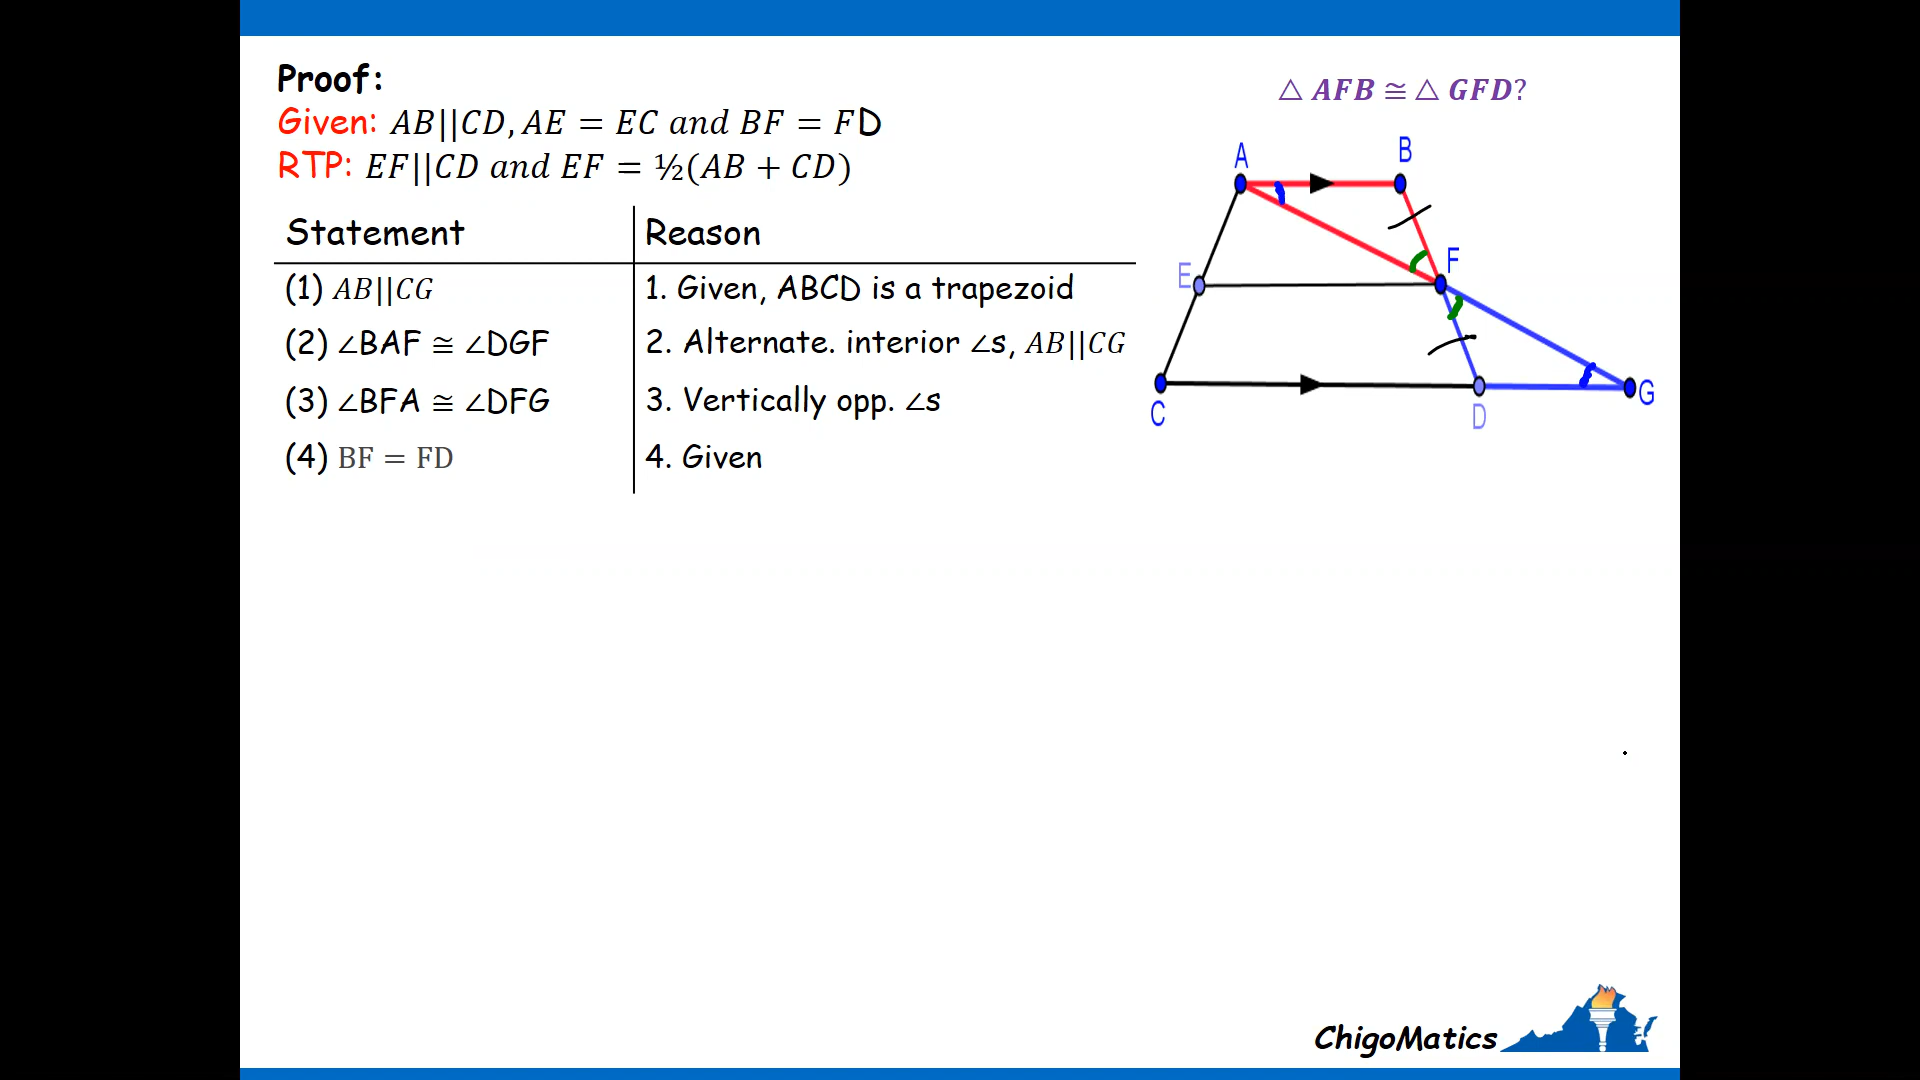 Proof:
Given: AB||CD, AE = EC and BF = FD
RTP: EF||CD and EF = ½(AB + CD)
Statement Reason
(1) AB||CG 1. Given, ABCD is a trapezoid
(2) ∠BAF ≅ ∠DGF 2. Alternate. interior ∠s, AB||CG
(3) ∠BFA ≅ ∠DFG 3. Vertically opp. ∠s
(4) BF = FD 4. Given
△ AFB ≅ △ GFD?
A B
E F
C D G
ChigoMatics